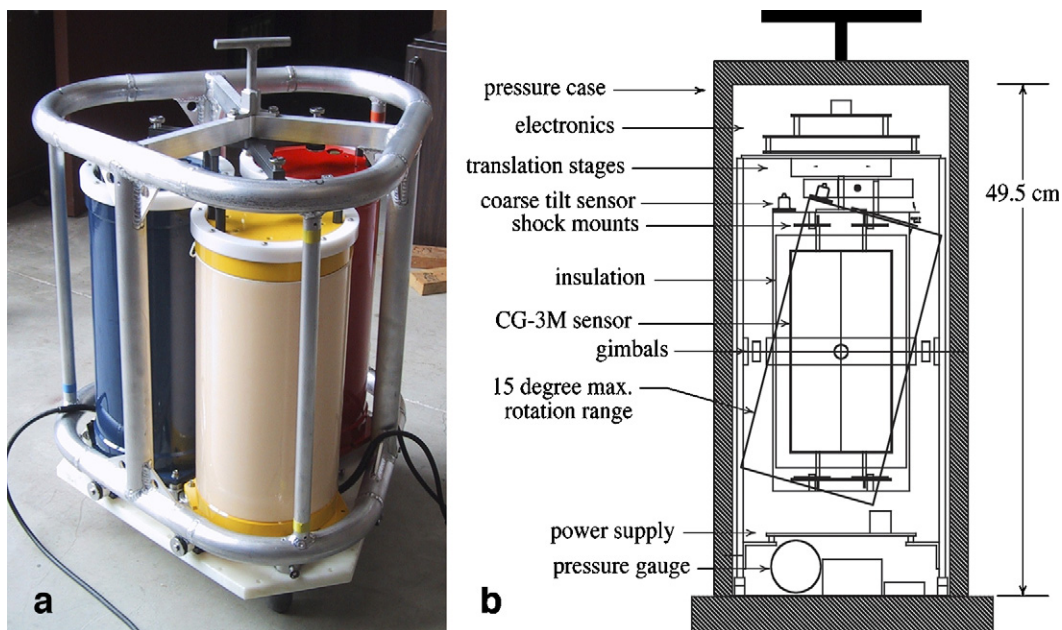 pressure case
electronics
translation stages
coarse tilt sensor
shock mounts
insulation
CG-3M sensor
gimbals
15 degree max.
rotation range
power supply
pressure gauge
49.5 cm
a
b